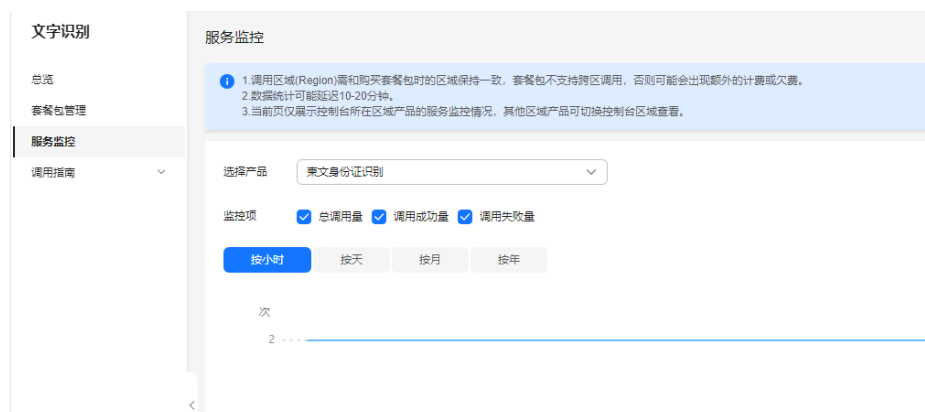 文字识别
总览
套餐包管理
服务监控
调用指南
服务监控
1.调用区域(Region)需和购买套餐包时的区域保持一致，套餐包不支持跨区调用，否则可能会出现额外的计费或欠费。
2.数据统计可能延迟10-20分钟。
3.当前页仅展示控制台所在区域产品的服务监控情况，其他区域产品可切换控制台区域查看。
选择产品 柬文身份证识别
监控项 总调用量 调用成功量 调用失败量
按小时 按天 按月 按年
次
2